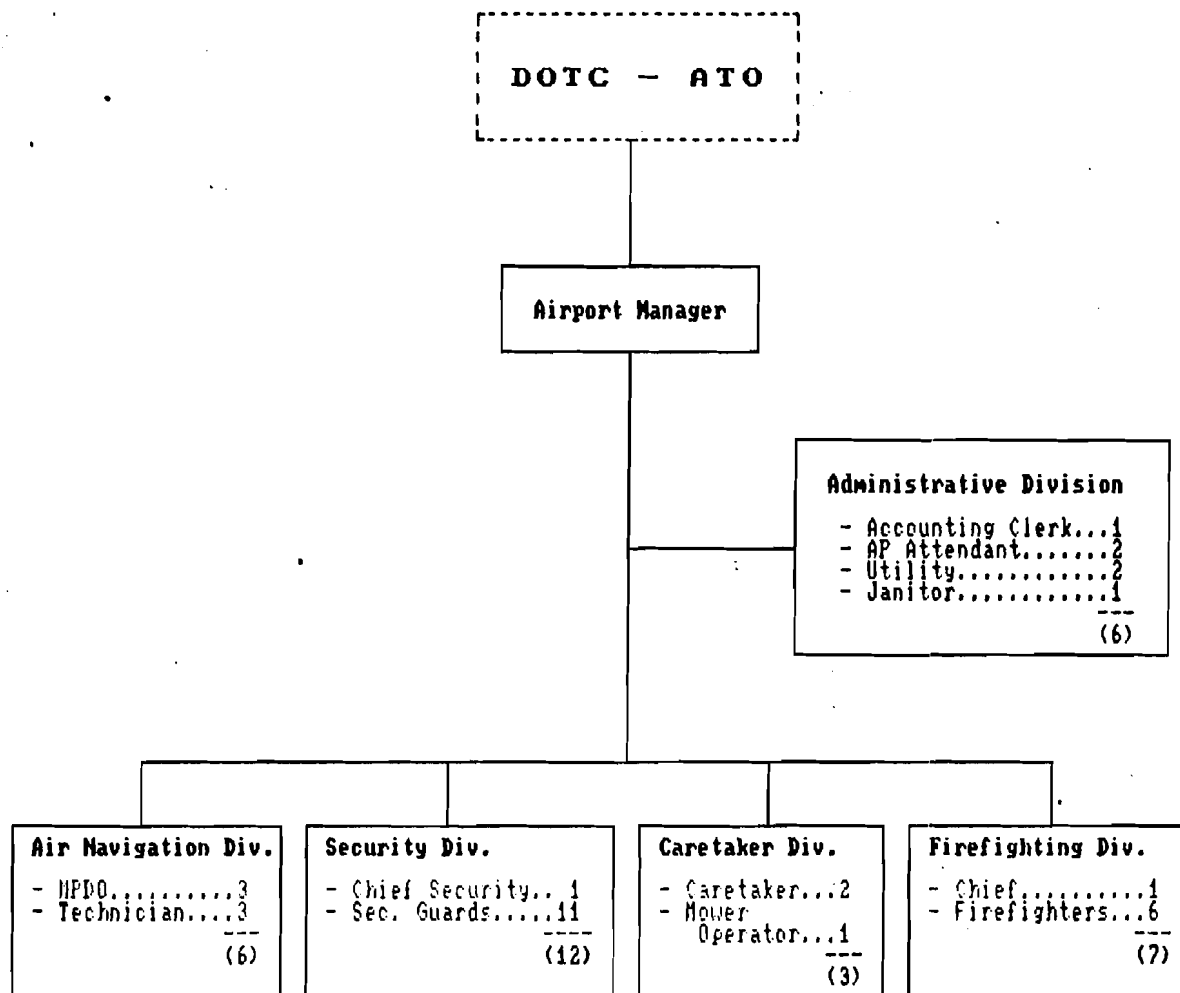 DOTC - ATO
Airport Manager
Administrative Division
- Accounting Clerk...1
- AP Attendant.......2
- Utility............2
- Janitor............1
---
(6)
Air Navigation Div.
- MPDO..........3
- Technician....3
---
(6)
Security Div.
- Chief Security.. 1
- Sec. Guards.....11
----
(12)
Caretaker Div.
- Caretaker...2
- Mower
Operator...1
---
(3)
Firefighting Div.
- Chief..........1
- Firefighters...6
---
(7)